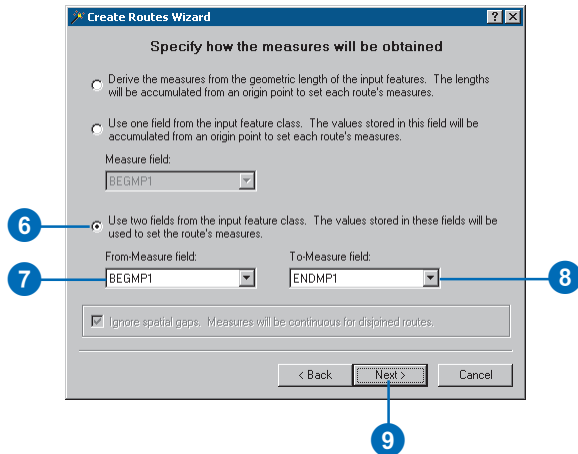 Create Routes Wizard
Specify how the measures will be obtained
Derive the measures from the geometric length of the input features. The lengths
will be accumulated from an origin point to set each route's measures.
Use one field from the input feature class. The values stored in this field will be
accumulated from an origin point to set each route's measures.
Measure field:
BEGMP1
6
Use two fields from the input feature class. The values stored in these fields will be
used to set the route's measures.
From-Measure field: To-Measure field:
7 BEGMP1 ENDMP1 8
Ignore spatial gaps. Measures will be continuous for disjoined routes.
< Back Next > Cancel
9